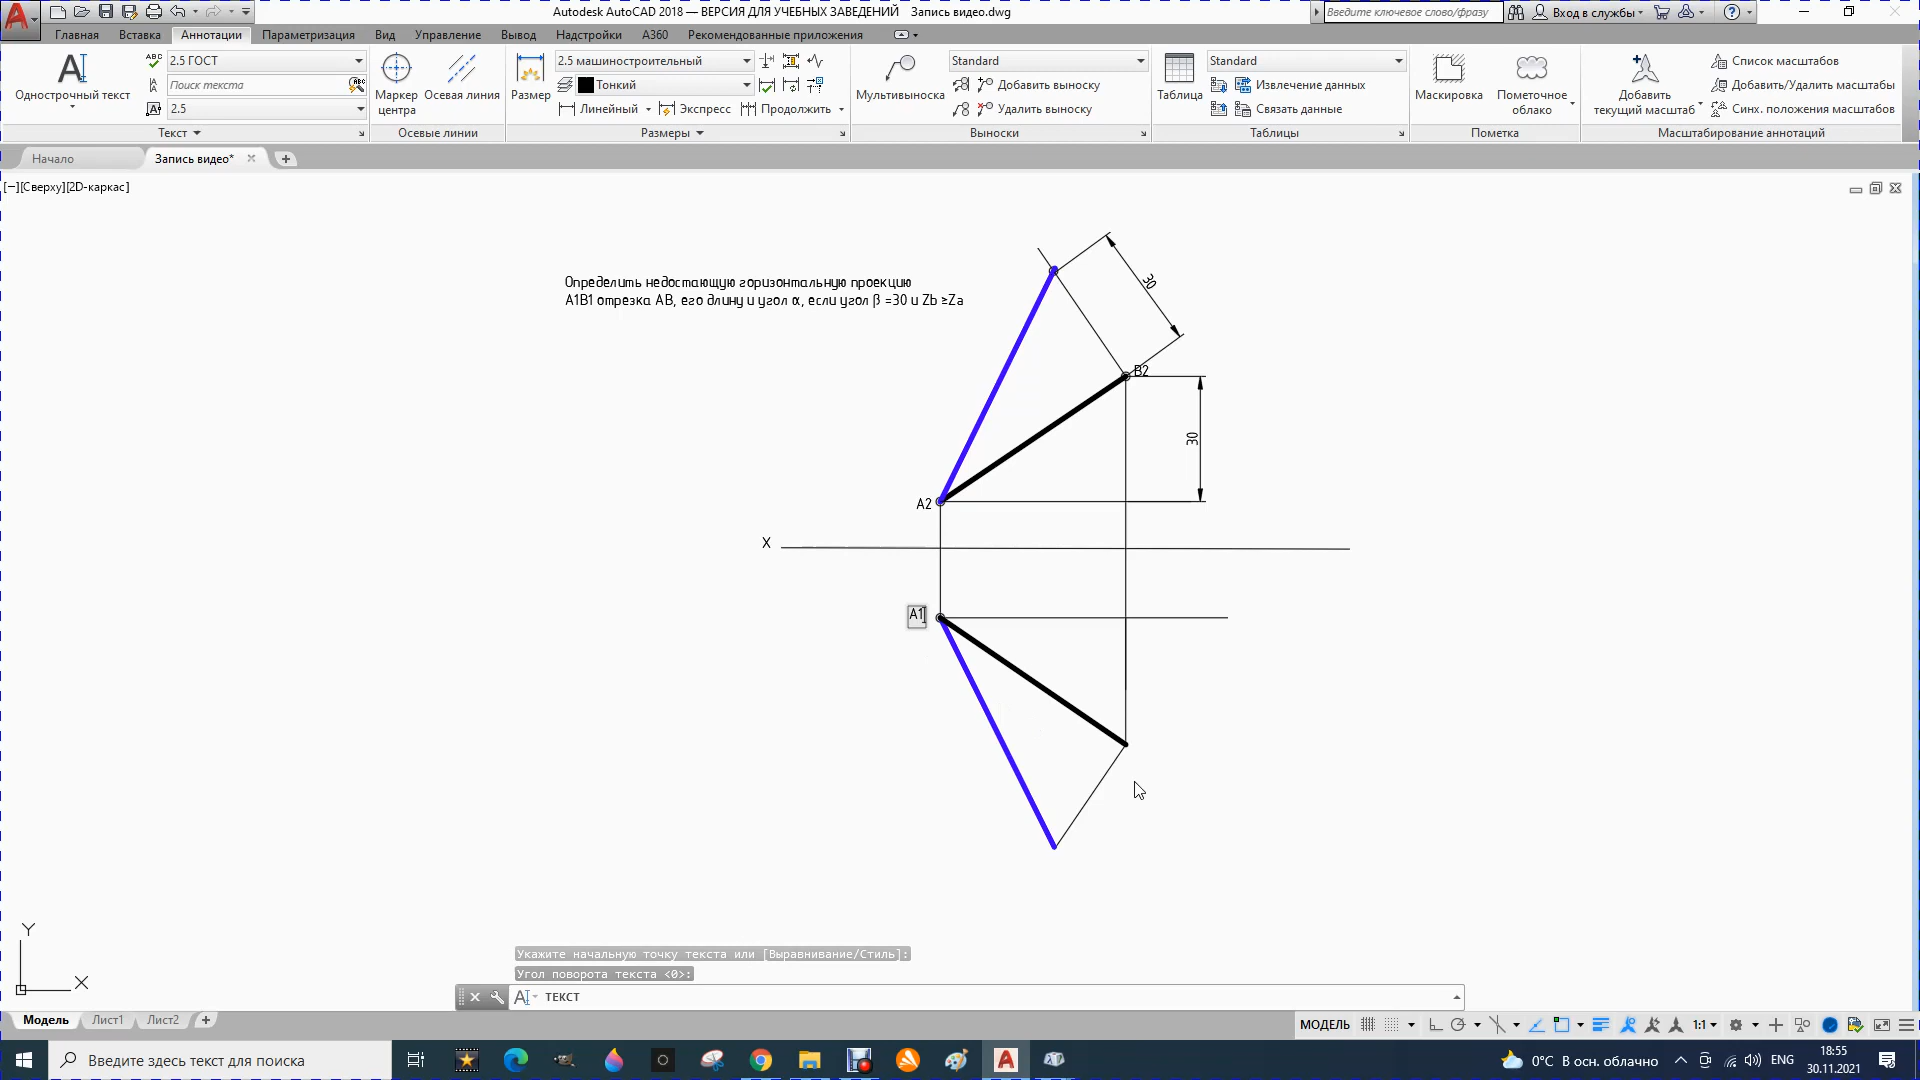 Autodesk AutoCAD 2018 — ВЕРСИЯ ДЛЯ УЧЕБНЫХ ЗАВЕДЕНИЙ Запись видео.dwg
Введите ключевое слово/фразу
Вход в службы
Главная Вставка Аннотации Параметризация Вид Управление Вывод Надстройки A360 Рекомендованные приложения
Однострочный текст
2.5 ГОСТ
Поиск текста
2.5
Текст
Маркер центра
Осевая линия
Осевые линии
Размер
2.5 машиностроительный
Тонкий
Линейный Экспресс Продолжить
Размеры
Мультивыноска
Standard
Добавить выноску
Удалить выноску
Выноски
Таблица
Standard
Извлечение данных
Связать данные
Таблицы
Маскировка
Пометочное облако
Пометка
Добавить текущий масштаб
Список масштабов
Добавить/Удалить масштабы
Синх. положения масштабов
Масштабирование аннотаций
Начало
Запись видео*
[−][Сверху][2D-каркас]
Определить недостающую горизонтальную проекцию
A1B1 отрезка AB, его длину и угол α, если угол β =30 и Zb ≥Za
30
B2
30
A2
X
A1
Y
X
Укажите начальную точку текста или [Выравнивание/Стиль]:
Угол поворота текста <0>:
ТЕКСТ
Модель Лист1 Лист2
МОДЕЛЬ
1:1
Введите здесь текст для поиска
0°C В осн. облачно
ENG
18:55
30.11.2021